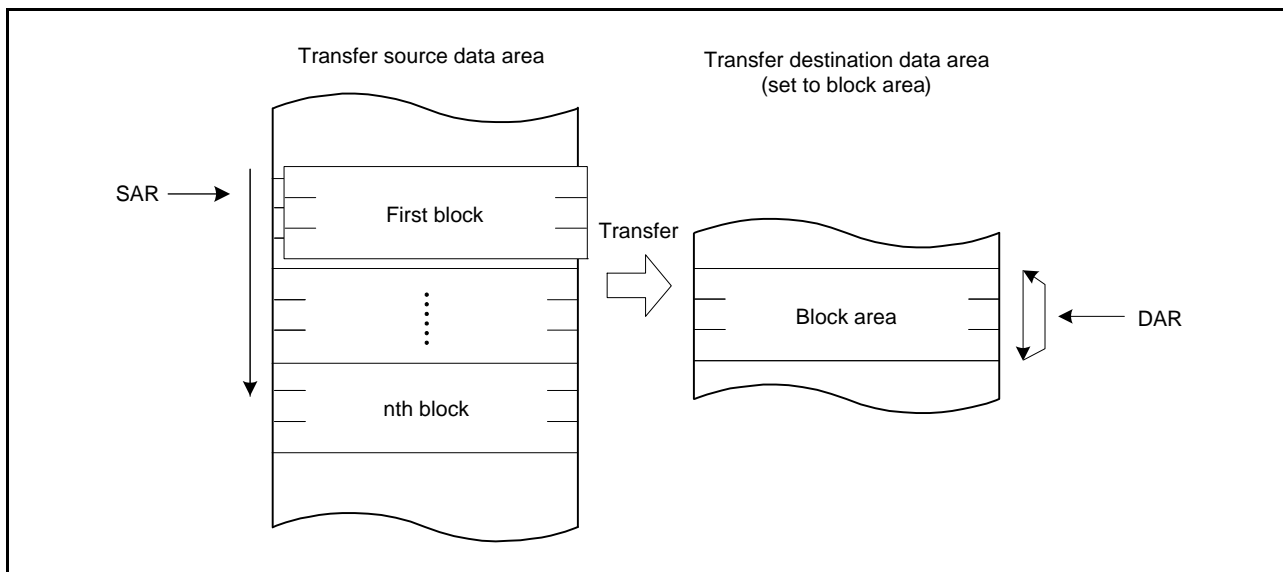 Transfer source data area
Transfer destination data area
(set to block area)
SAR
First block
Transfer
Block area
DAR
nth block